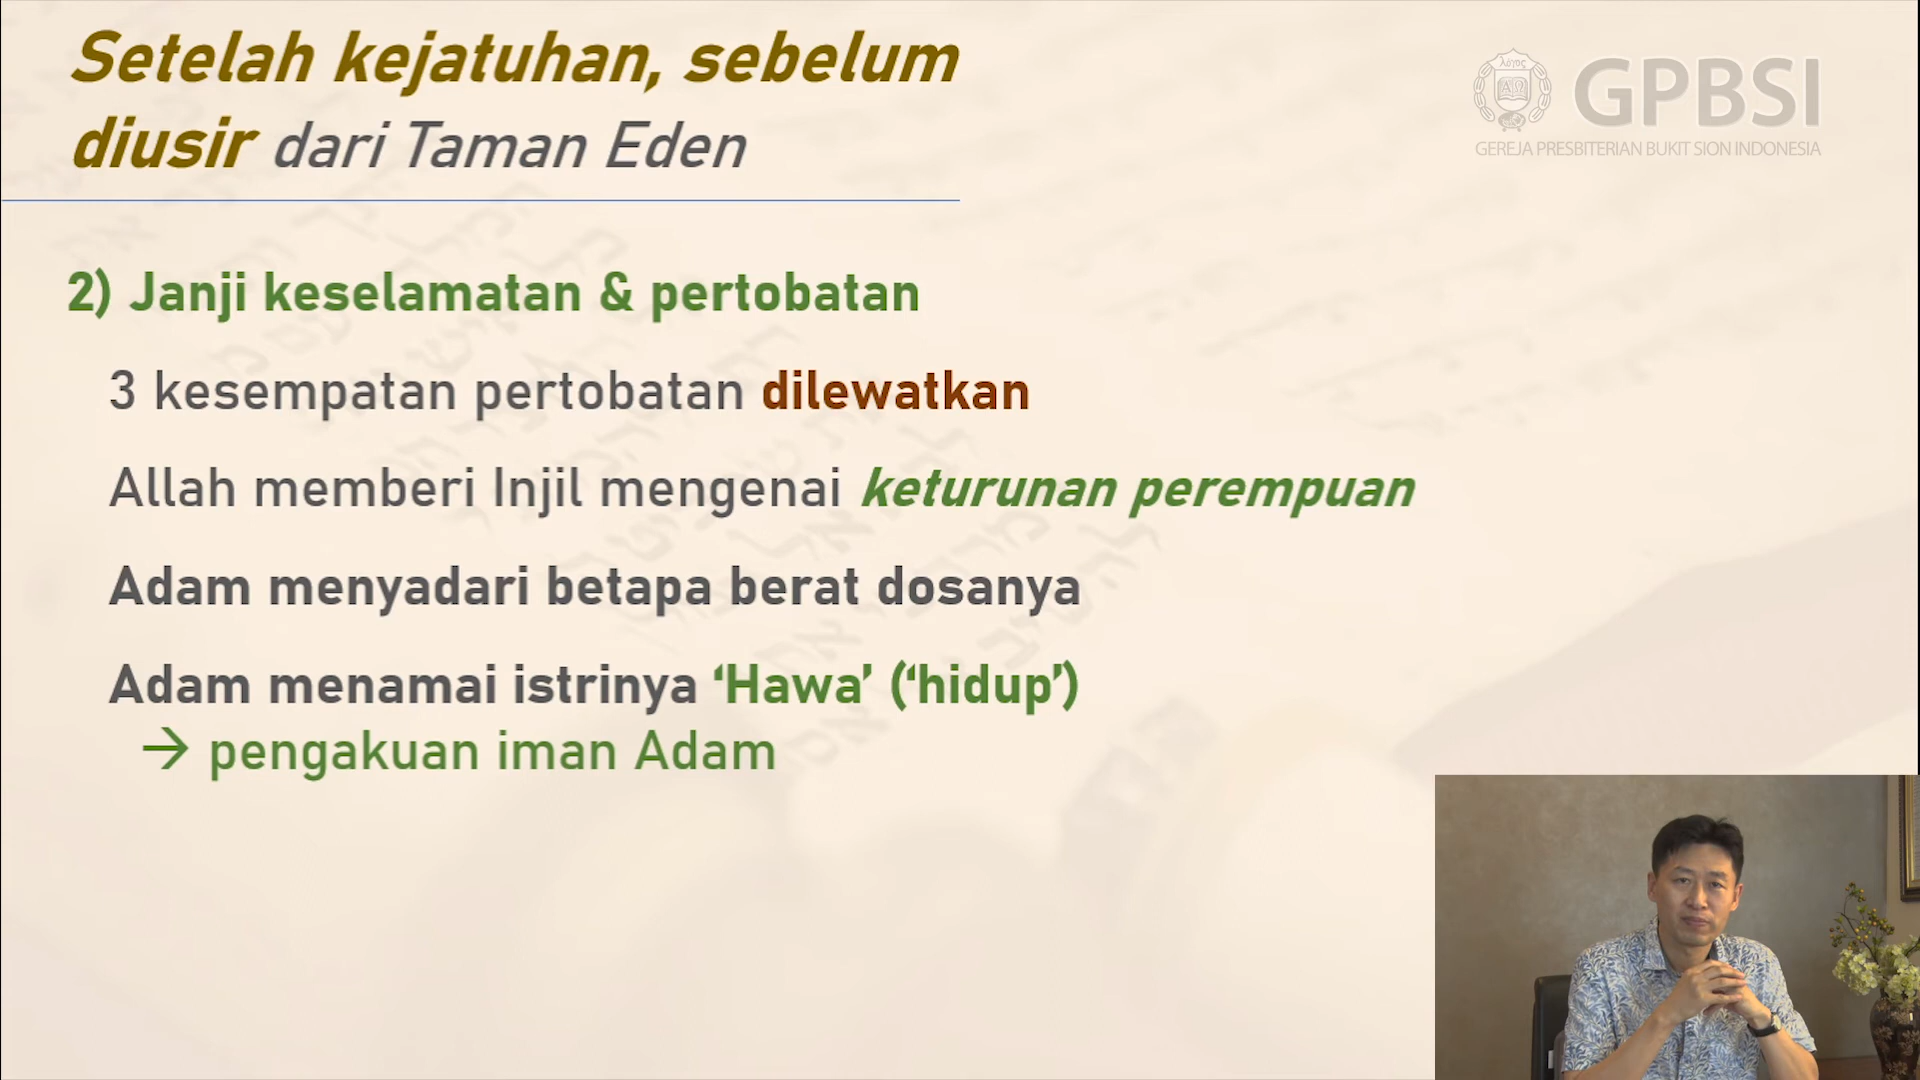 Setelah kejatuhan, sebelum
diusir dari Taman Eden
λόγος
ΑΩ
GPBSI
GEREJA PRESBITERIAN BUKIT SION INDONESIA
2) Janji keselamatan & pertobatan
3 kesempatan pertobatan dilewatkan
Allah memberi Injil mengenai keturunan perempuan
Adam menyadari betapa berat dosanya
Adam menamai istrinya ‘Hawa’ (‘hidup’)
→ pengakuan iman Adam